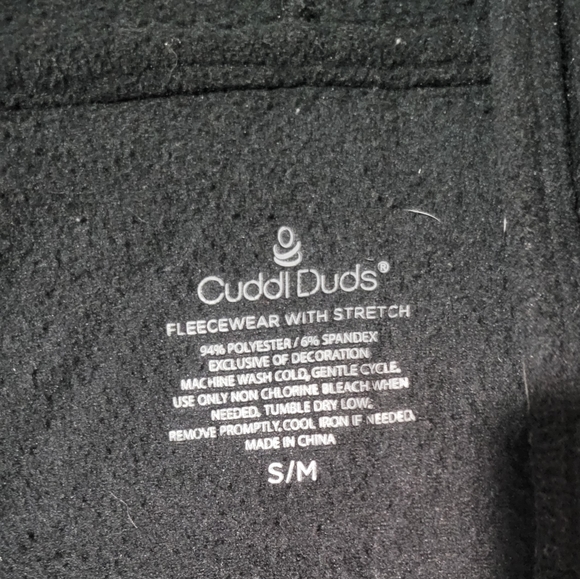 Cuddl Duds®
FLEECEWEAR WITH STRETCH
94% POLYESTER / 6% SPANDEX
EXCLUSIVE OF DECORATION
MACHINE WASH COLD, GENTLE CYCLE,
USE ONLY NON CHLORINE BLEACH WHEN
NEEDED, TUMBLE DRY LOW,
REMOVE PROMPTLY, COOL IRON IF NEEDED,
MADE IN CHINA
S/M